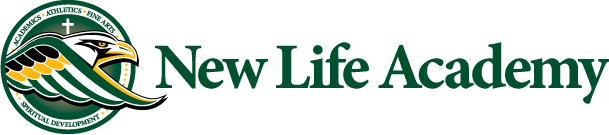 ACADEMICS • ATHLETICS • FINE ARTS
New Life Academy
SPIRITUAL DEVELOPMENT